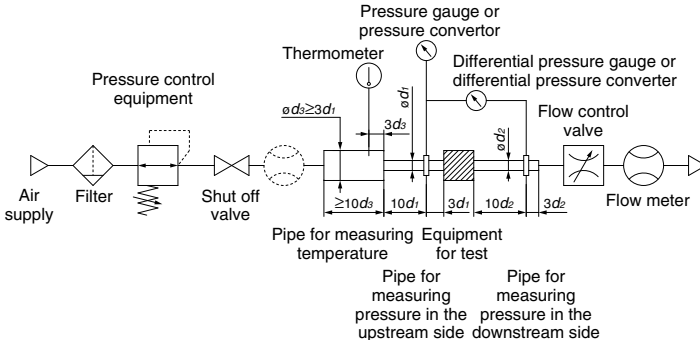 Pressure gauge or
pressure convertor
Thermometer
Differential pressure gauge or
differential pressure converter
Pressure control
equipment
ød3≥3d1
3d3
ød1
ød2
Flow control
valve
Air
supply
Filter
Shut off
valve
≥10d3
10d1
3d1
10d2
3d2
Flow meter
Pipe for measuring
temperature
Equipment
for test
Pipe for
measuring
pressure in the
upstream side
Pipe for
measuring
pressure in the
downstream side